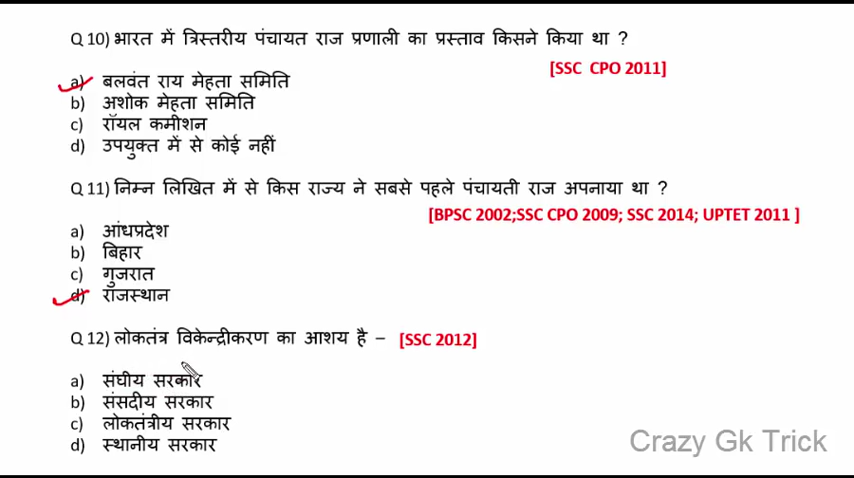 Q 10) भारत में त्रिस्तरीय पंचायत राज प्रणाली का प्रस्ताव किसने किया था ?
[SSC CPO 2011]
a) बलवंत राय मेहता समिति
b) अशोक मेहता समिति
c) रॉयल कमीशन
d) उपयुक्त में से कोई नहीं
Q 11) निम्न लिखित में से किस राज्य ने सबसे पहले पंचायती राज अपनाया था ?
[BPSC 2002;SSC CPO 2009; SSC 2014; UPTET 2011 ]
a) आंधप्रदेश
b) बिहार
c) गुजरात
d) राजस्थान
Q 12) लोकतंत्र विकेन्द्रीकरण का आशय है – [SSC 2012]
a) संघीय सरकार
b) संसदीय सरकार
c) लोकतंत्रीय सरकार
d) स्थानीय सरकार
Crazy Gk Trick